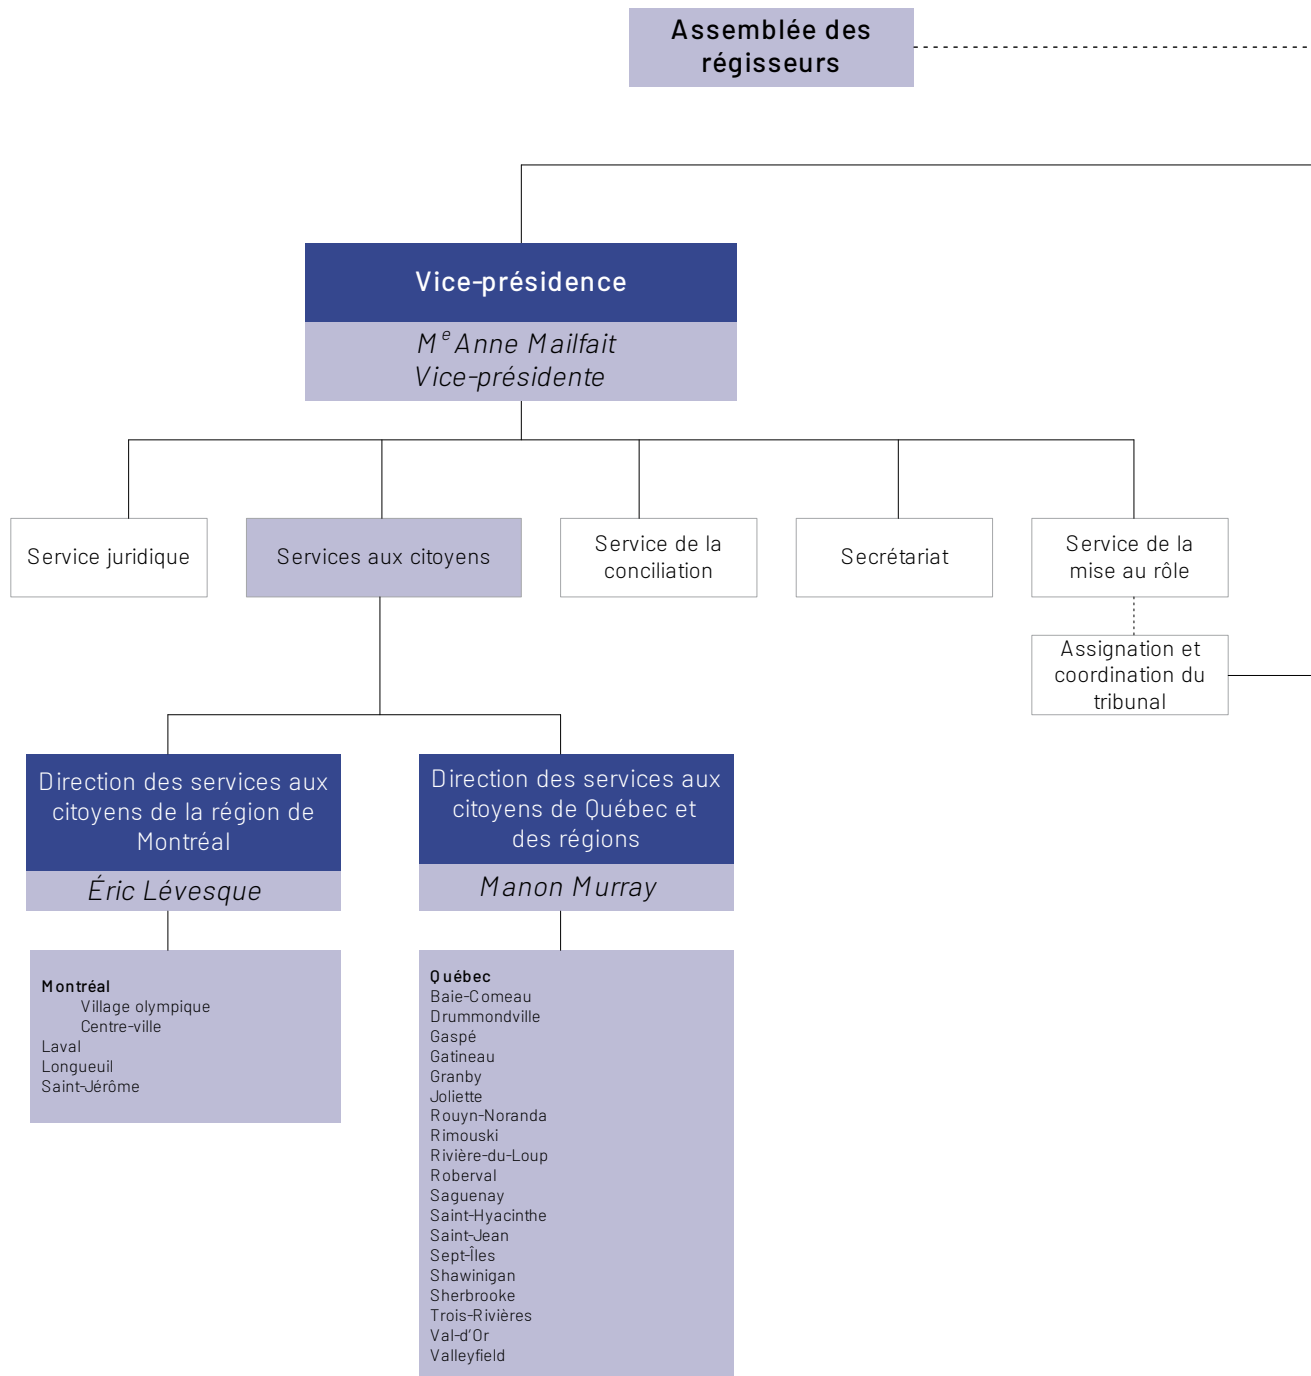 Assemblée des
régisseurs
Vice-présidence
Mᵉ Anne Mailfait
Vice-présidente
Service juridique
Services aux citoyens
Service de la
conciliation
Secrétariat
Service de la
mise au rôle
Assignation et
coordination du
tribunal
Direction des services aux
citoyens de la région de
Montréal
Éric Lévesque
Direction des services aux
citoyens de Québec et
des régions
Manon Murray
Montréal
Village olympique
Centre-ville
Laval
Longueuil
Saint-Jérôme
Québec
Baie-Comeau
Drummondville
Gaspé
Gatineau
Granby
Joliette
Rouyn-Noranda
Rimouski
Rivière-du-Loup
Roberval
Saguenay
Saint-Hyacinthe
Saint-Jean
Sept-Îles
Shawinigan
Sherbrooke
Trois-Rivières
Val-d'Or
Valleyfield